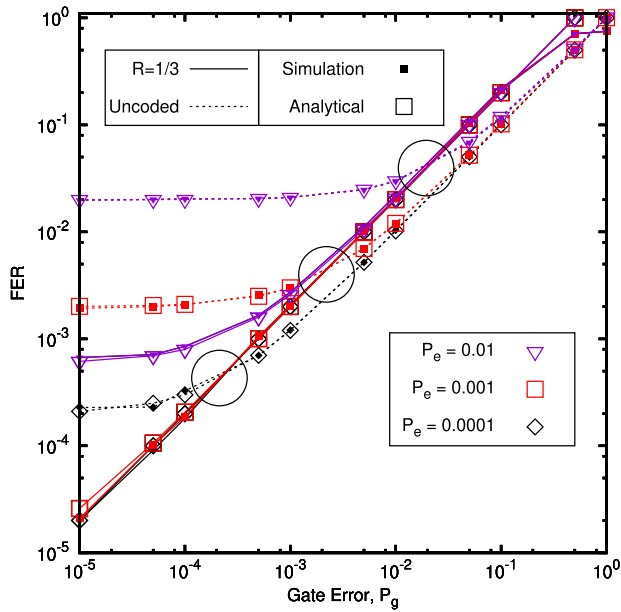 FER
10^0
10^-1
10^-2
10^-3
10^-4
10^-5
R=1/3
Simulation
Uncoded
Analytical
P_e = 0.01
P_e = 0.001
P_e = 0.0001
10^-5
10^-4
10^-3
10^-2
10^-1
10^0
Gate Error, P_g